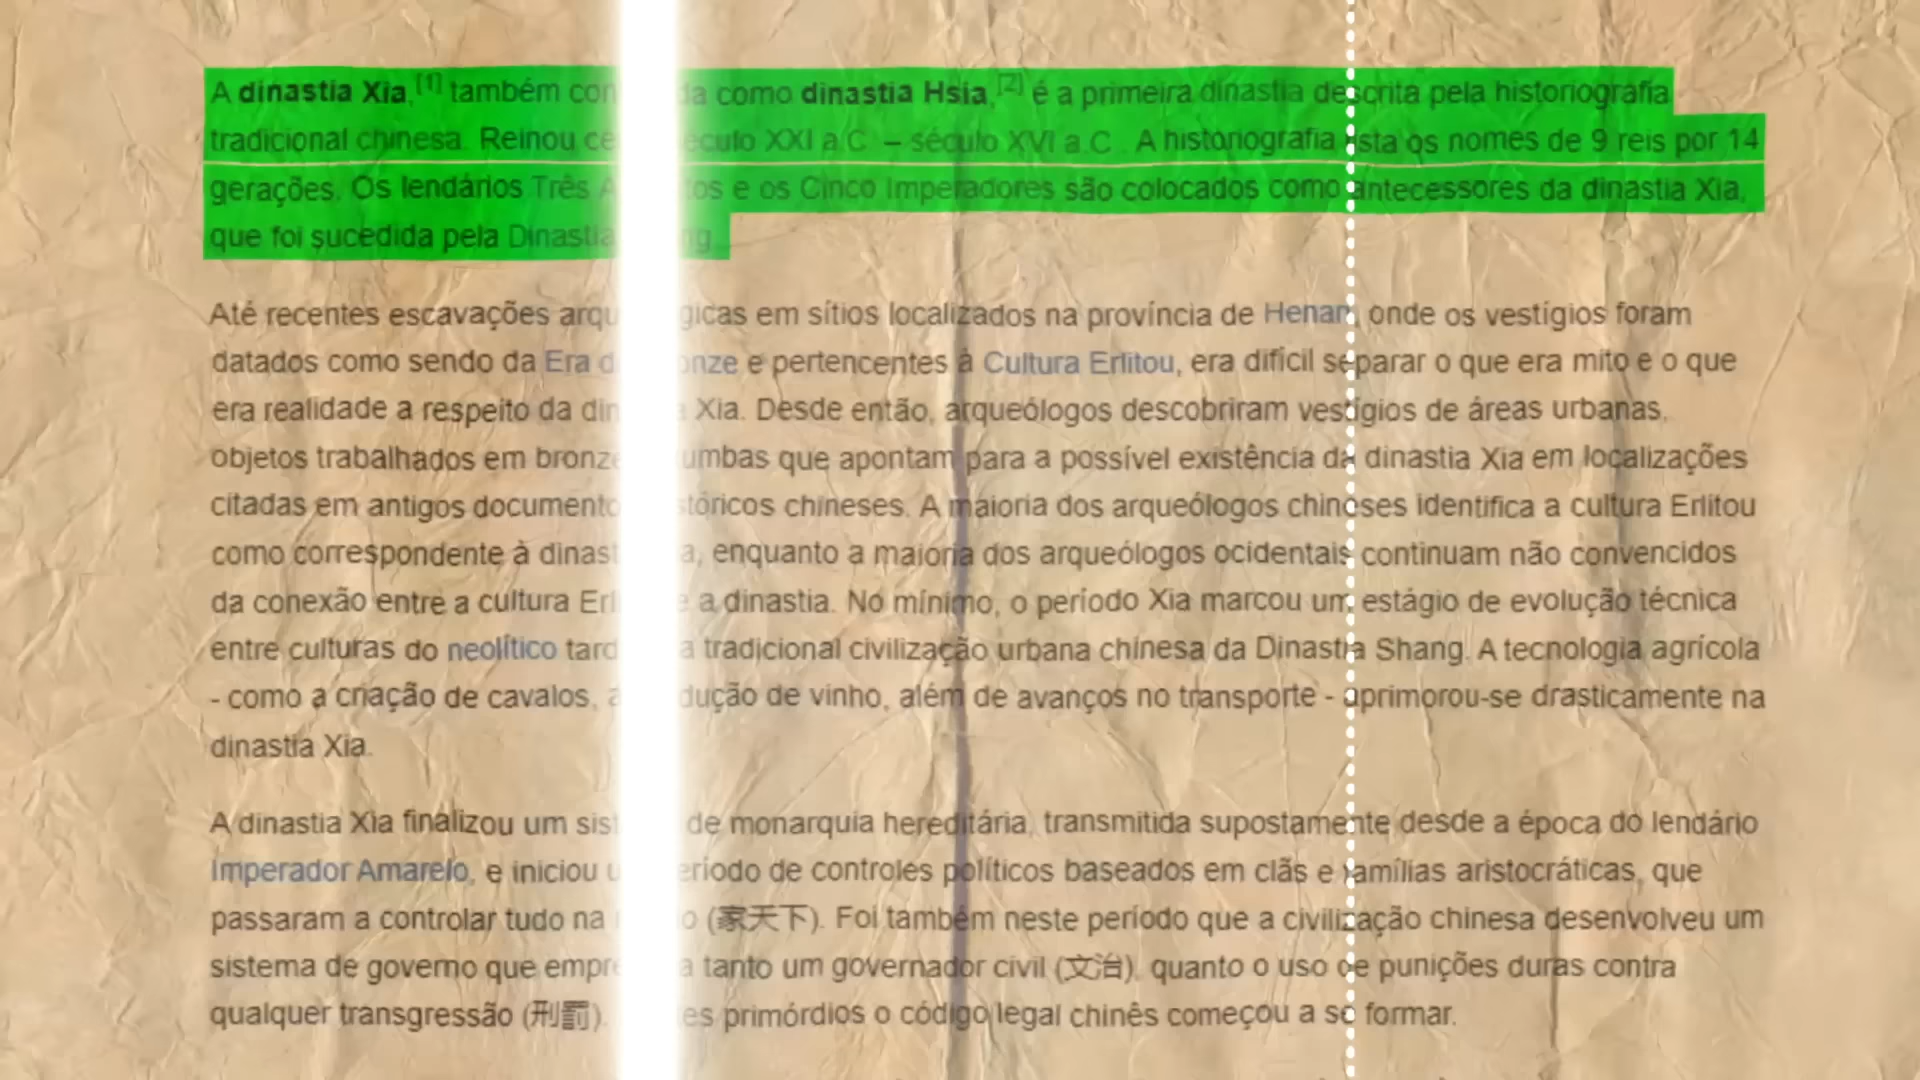 A dinastia Xia,[1] também con da como dinastia Hsia,[2] é a primeira dinastia descrita pela historiografia
tradicional chinesa. Reinou ce éculo XXI a.C. – século XVI a.C.. A historiografia lista os nomes de 9 reis por 14
gerações. Os lendários Três A tos e os Cinco Imperadores são colocados como antecessores da dinastia Xia,
que foi sucedida pela Dinastia ng.
Até recentes escavações arqu gicas em sítios localizados na província de Henan, onde os vestígios foram
datados como sendo da Era d onze e pertencentes à Cultura Erlitou, era difícil separar o que era mito e o que
era realidade a respeito da din a Xia. Desde então, arqueólogos descobriram vestígios de áreas urbanas,
objetos trabalhados em bronze umbas que apontam para a possível existência da dinastia Xia em localizações
citadas em antigos documento stóricos chineses. A maioria dos arqueólogos chineses identifica a cultura Erlitou
como correspondente à dinast a, enquanto a maioria dos arqueólogos ocidentais continuam não convencidos
da conexão entre a cultura Erl e a dinastia. No mínimo, o período Xia marcou um estágio de evolução técnica
entre culturas do neolítico tard a tradicional civilização urbana chinesa da Dinastia Shang. A tecnologia agrícola
- como a criação de cavalos, a dução de vinho, além de avanços no transporte - aprimorou-se drasticamente na
dinastia Xia.
A dinastia Xia finalizou um sist de monarquia hereditária, transmitida supostamente desde a época do lendário
Imperador Amarelo, e iniciou u eríodo de controles políticos baseados em clãs e famílias aristocráticas, que
passaram a controlar tudo na o (家天下). Foi também neste período que a civilização chinesa desenvolveu um
sistema de governo que empre a tanto um governador civil (文治), quanto o uso de punições duras contra
qualquer transgressão (刑罰). es primórdios o código legal chinês começou a se formar.